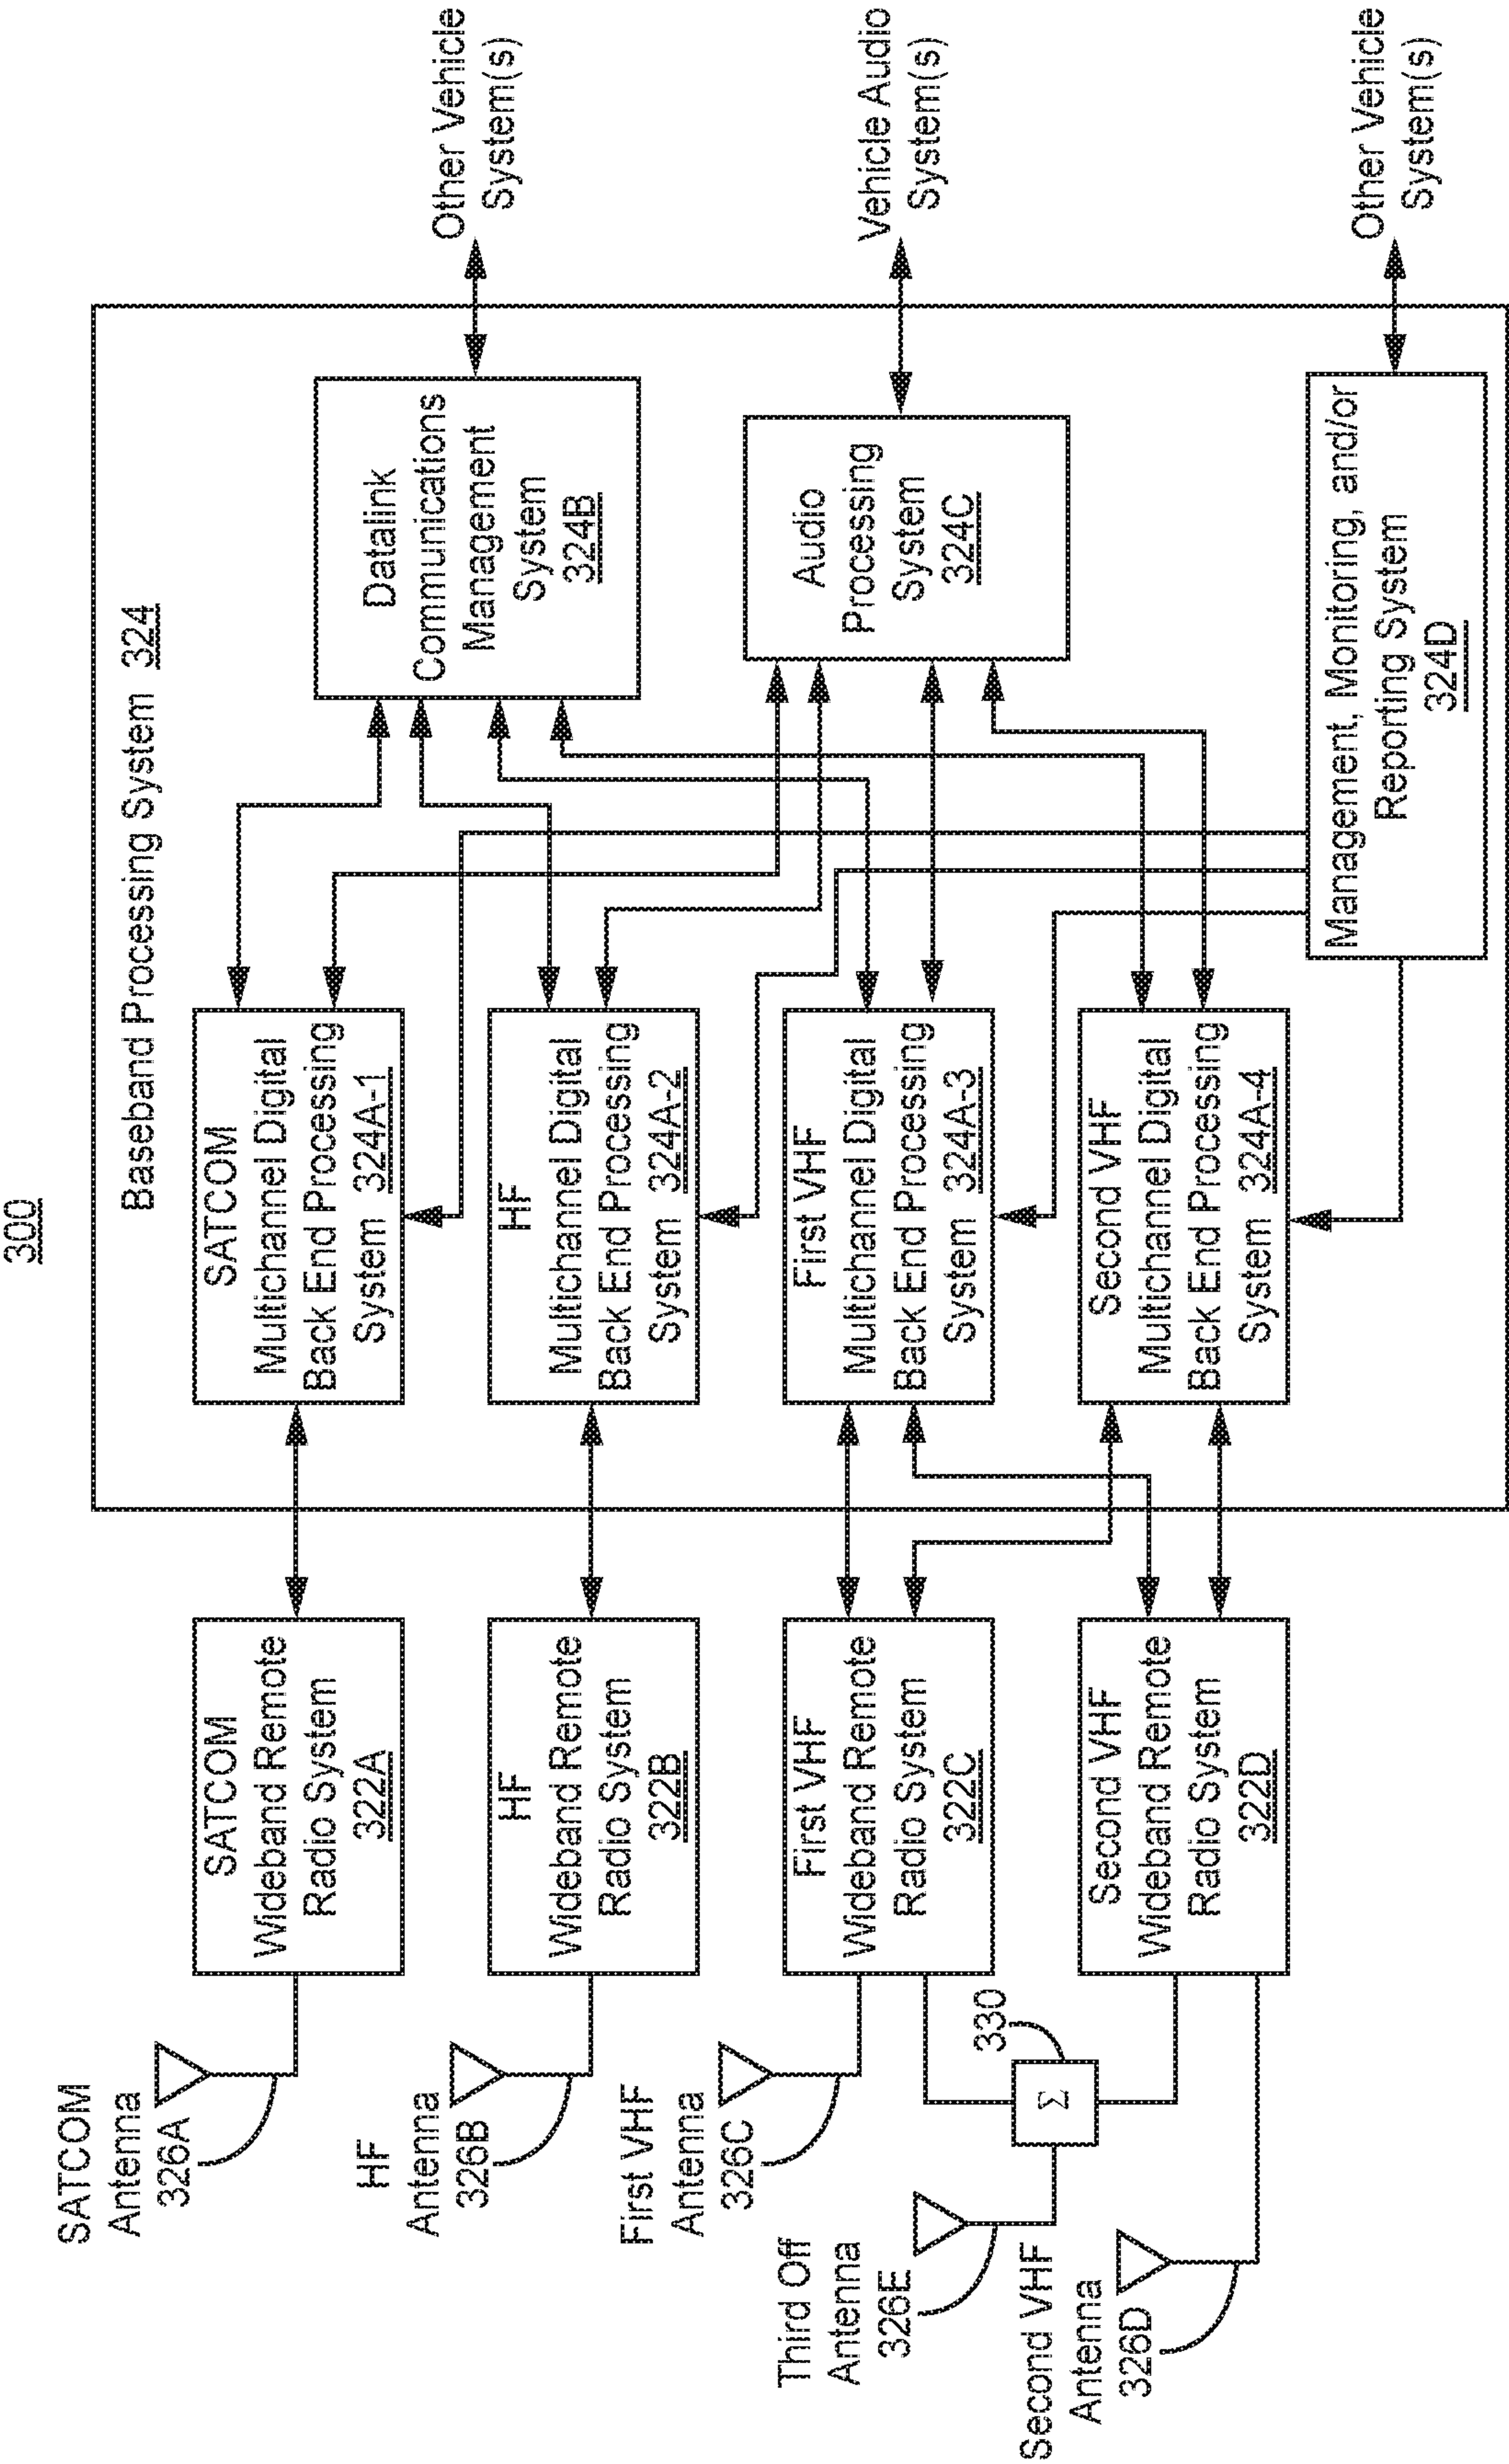 300
Baseband Processing System 324
SATCOM
Antenna
326A
SATCOM
Wideband Remote
Radio System
322A
SATCOM
Multichannel Digital
Back End Processing
System 324A-1
Datalink
Communications
Management
System
324B
Other Vehicle
System(s)
HF
Antenna
326B
HF
Wideband Remote
Radio System
322B
HF
Multichannel Digital
Back End Processing
System 324A-2
First VHF
Antenna
326C
First VHF
Wideband Remote
Radio System
322C
First VHF
Multichannel Digital
Back End Processing
System 324A-3
Audio
Processing
System
324C
Vehicle Audio
System(s)
Third Off
Antenna
326E
330
Σ
Second VHF
Antenna
326D
Second VHF
Wideband Remote
Radio System
322D
Second VHF
Multichannel Digital
Back End Processing
System 324A-4
Management, Monitoring, and/or
Reporting System
324D
Other Vehicle
System(s)